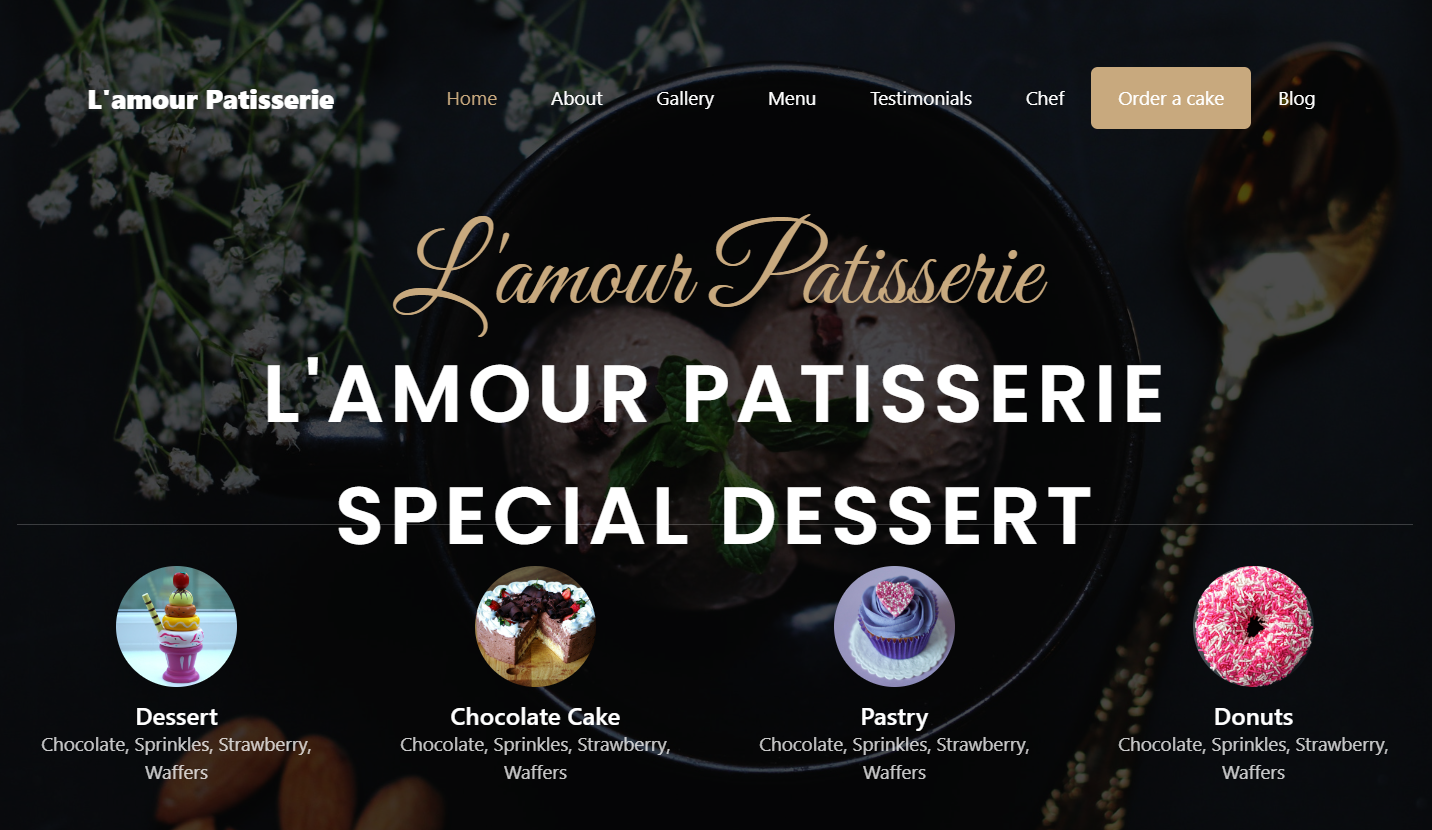 L'amour Patisserie
Home About Gallery Menu Testimonials Chef Order a cake Blog
L'amour Patisserie
L'AMOUR PATISSERIE
SPECIAL DESSERT
Dessert
Chocolate, Sprinkles, Strawberry,
Waffers
Chocolate Cake
Chocolate, Sprinkles, Strawberry,
Waffers
Pastry
Chocolate, Sprinkles, Strawberry,
Waffers
Donuts
Chocolate, Sprinkles, Strawberry,
Waffers